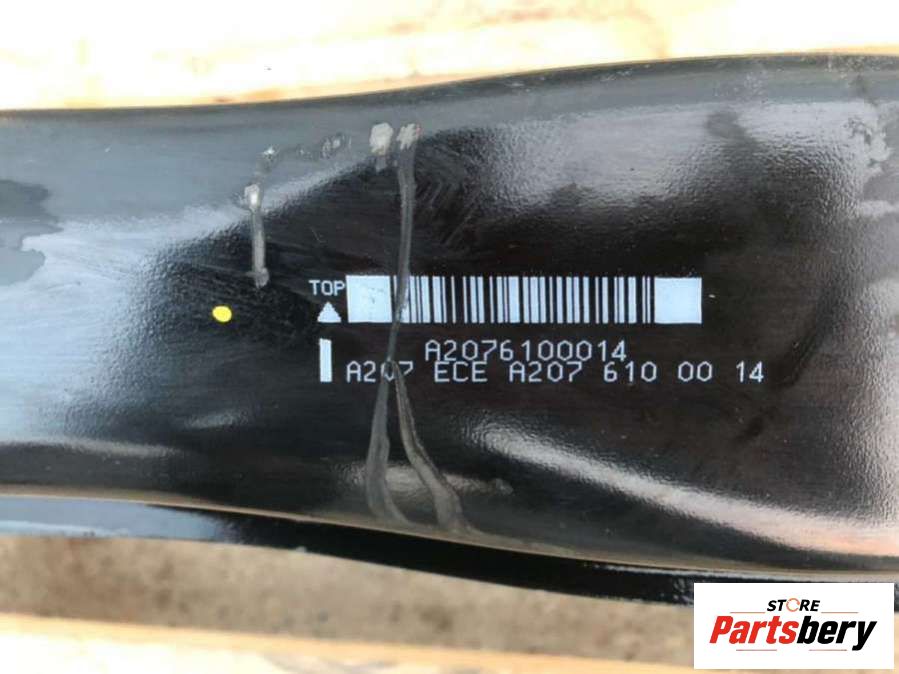 TOP
A2076100014
A207 ECE A207 610 00 14
STORE
Partsbery